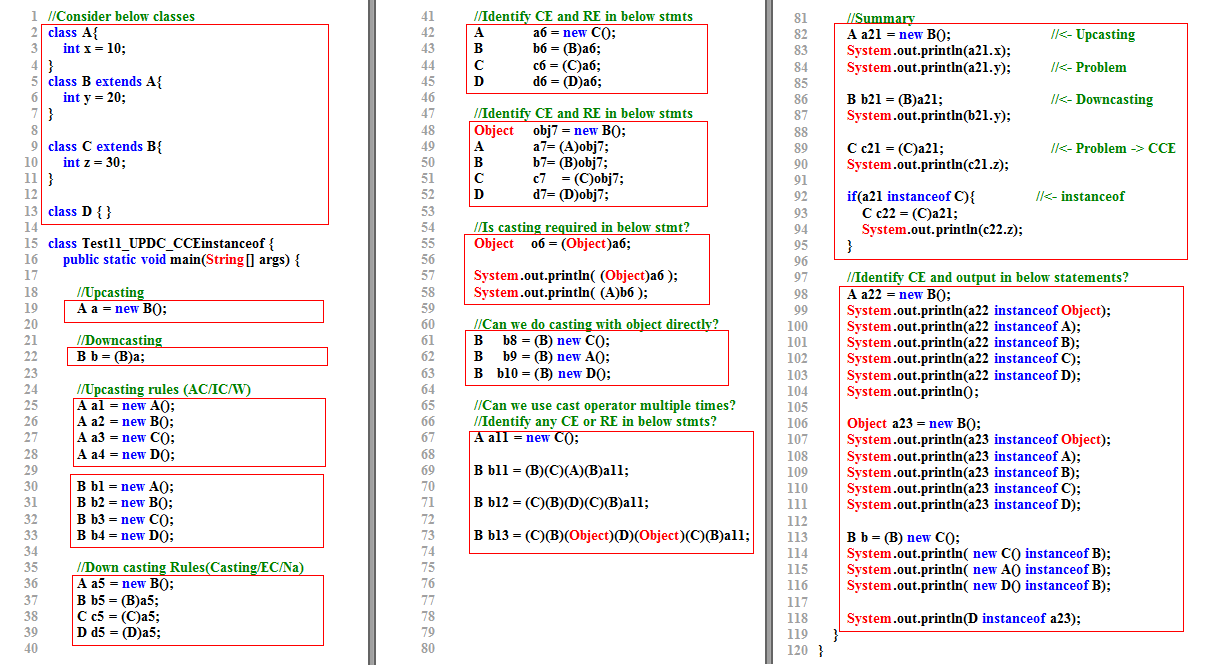 1 //Consider below classes
2 class A{
3 int x = 10;
4 }
5 class B extends A{
6 int y = 20;
7 }
8
9 class C extends B{
10 int z = 30;
11 }
12
13 class D { }
14
15 class Test11_UPDC_CCEinstanceof {
16 public static void main(String[] args) {
17
18 //Upcasting
19 A a = new B();
20
21 //Downcasting
22 B b = (B)a;
23
24 //Upcasting rules (AC/IC/W)
25 A a1 = new A();
26 A a2 = new B();
27 A a3 = new C();
28 A a4 = new D();
29
30 B b1 = new A();
31 B b2 = new B();
32 B b3 = new C();
33 B b4 = new D();
34
35 //Down casting Rules(Casting/EC/Na)
36 A a5 = new B();
37 B b5 = (B)a5;
38 C c5 = (C)a5;
39 D d5 = (D)a5;
40
41 //Identify CE and RE in below stmts
42 A a6 = new C();
43 B b6 = (B)a6;
44 C c6 = (C)a6;
45 D d6 = (D)a6;
46
47 //Identify CE and RE in below stmts
48 Object obj7 = new B();
49 A a7= (A)obj7;
50 B b7= (B)obj7;
51 C c7 = (C)obj7;
52 D d7= (D)obj7;
53
54 //Is casting required in below stmt?
55 Object o6 = (Object)a6;
56
57 System.out.println( (Object)a6 );
58 System.out.println( (A)b6 );
59
60 //Can we do casting with object directly?
61 B b8 = (B) new C();
62 B b9 = (B) new A();
63 B b10 = (B) new D();
64
65 //Can we use cast operator multiple times?
66 //Identify any CE or RE in below stmts?
67 A a11 = new C();
68
69 B b11 = (B)(C)(A)(B)a11;
70
71 B b12 = (C)(B)(D)(C)(B)a11;
72
73 B b13 = (C)(B)(Object)(D)(Object)(C)(B)a11;
74
75
76
77
78
79
80
81 //Summary
82 A a21 = new B(); //<- Upcasting
83 System.out.println(a21.x);
84 System.out.println(a21.y); //<- Problem
85
86 B b21 = (B)a21; //<- Downcasting
87 System.out.println(b21.y);
88
89 C c21 = (C)a21; //<- Problem -> CCE
90 System.out.println(c21.z);
91
92 if(a21 instanceof C){ //<- instanceof
93 C c22 = (C)a21;
94 System.out.println(c22.z);
95 }
96
97 //Identify CE and output in below statements?
98 A a22 = new B();
99 System.out.println(a22 instanceof Object);
100 System.out.println(a22 instanceof A);
101 System.out.println(a22 instanceof B);
102 System.out.println(a22 instanceof C);
103 System.out.println(a22 instanceof D);
104 System.out.println();
105
106 Object a23 = new B();
107 System.out.println(a23 instanceof Object);
108 System.out.println(a23 instanceof A);
109 System.out.println(a23 instanceof B);
110 System.out.println(a23 instanceof C);
111 System.out.println(a23 instanceof D);
112
113 B b = (B) new C();
114 System.out.println( new C() instanceof B);
115 System.out.println( new A() instanceof B);
116 System.out.println( new D() instanceof B);
117
118 System.out.println(D instanceof a23);
119 }
120 }